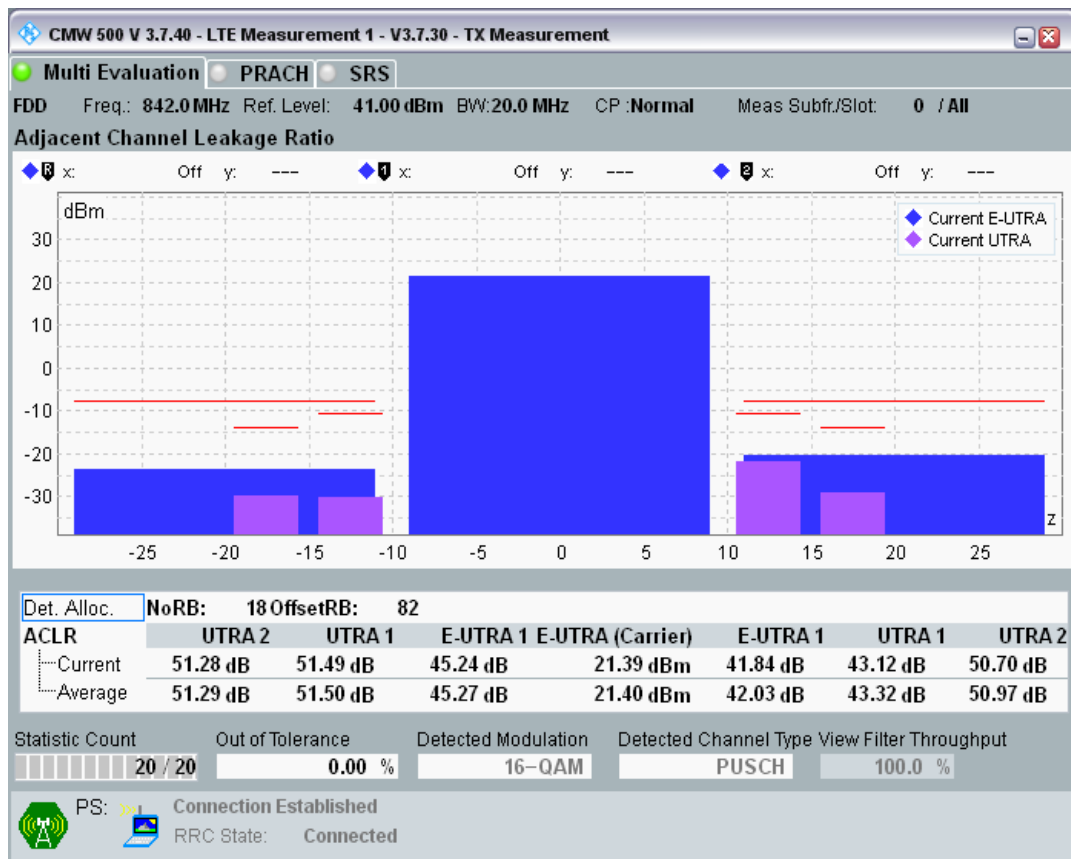 CMW 500 V 3.7.40 - LTE Measurement 1 - V3.7.30 - TX Measurement
Multi Evaluation PRACH SRS
FDD Freq.: 842.0 MHz Ref. Level: 41.00 dBm BW: 20.0 MHz CP :Normal Meas Subfr./Slot: 0 / All
Adjacent Channel Leakage Ratio
R x: Off y: --- 1 x: Off y: --- 2 x: Off y: ---
dBm
Current E-UTRA
Current UTRA
30
20
10
0
-10
-20
-30
z
-25 -20 -15 -10 -5 0 5 10 15 20 25
Det. Alloc. NoRB: 18 OffsetRB: 82
ACLR UTRA 2 UTRA 1 E-UTRA 1 E-UTRA (Carrier) E-UTRA 1 UTRA 1 UTRA 2
Current 51.28 dB 51.49 dB 45.24 dB 21.39 dBm 41.84 dB 43.12 dB 50.70 dB
Average 51.29 dB 51.50 dB 45.27 dB 21.40 dBm 42.03 dB 43.32 dB 50.97 dB
Statistic Count Out of Tolerance Detected Modulation Detected Channel Type View Filter Throughput
20 / 20 0.00 % 16-QAM PUSCH 100.0 %
PS: Connection Established
RRC State: Connected